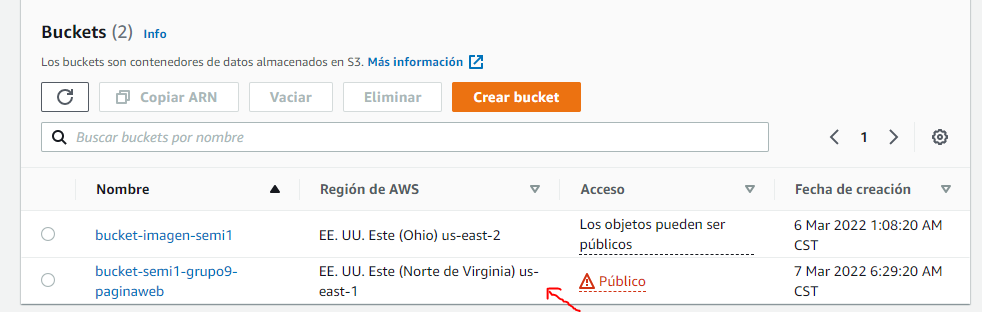 Buckets (2) Info
Los buckets son contenedores de datos almacenados en S3. Más información
Copiar ARN Vaciar Eliminar Crear bucket
Buscar buckets por nombre 1
Nombre Región de AWS Acceso Fecha de creación
bucket-imagen-semi1 EE. UU. Este (Ohio) us-east-2 Los objetos pueden ser públicos 6 Mar 2022 1:08:20 AM CST
bucket-semi1-grupo9-paginaweb EE. UU. Este (Norte de Virginia) us-east-1 Público 7 Mar 2022 6:29:20 AM CST